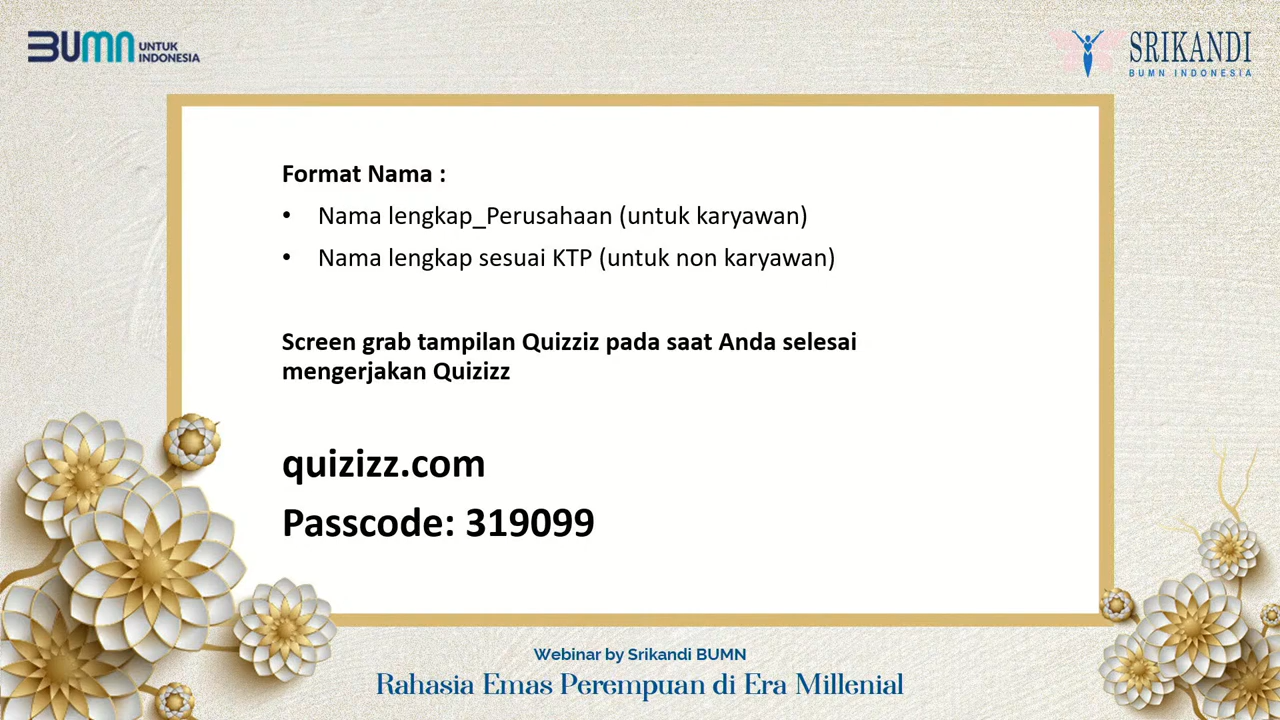 BUMN UNTUK INDONESIA
SRIKANDI
BUMN INDONESIA
Format Nama :
• Nama lengkap_Perusahaan (untuk karyawan)
• Nama lengkap sesuai KTP (untuk non karyawan)
Screen grab tampilan Quizziz pada saat Anda selesai
mengerjakan Quizizz
quizizz.com
Passcode: 319099
Webinar by Srikandi BUMN
Rahasia Emas Perempuan di Era Millenial